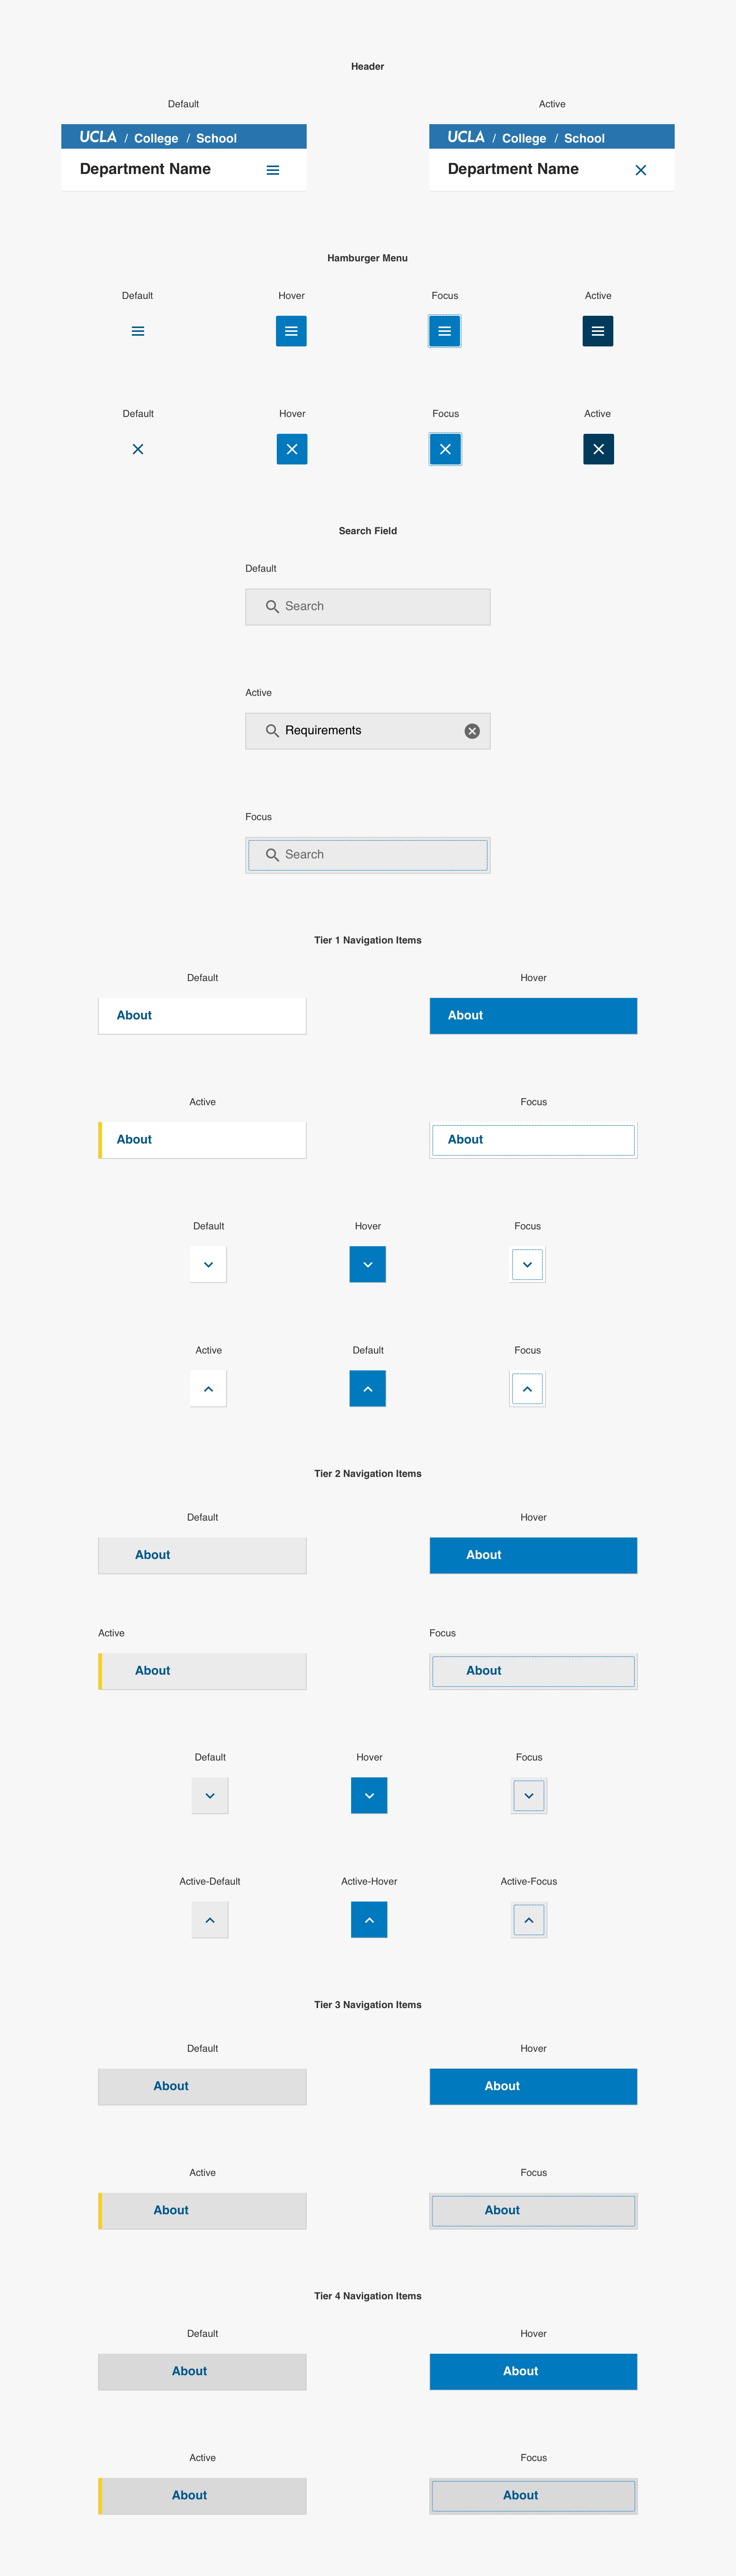 Header
Default
Active
UCLA / College / School
UCLA / College / School
Department Name
Department Name
Hamburger Menu
Default
Hover
Focus
Active
Default
Hover
Focus
Active
Search Field
Default
Search
Active
Requirements
Focus
Search
Tier 1 Navigation Items
Default
Hover
About
About
Active
Focus
About
About
Default
Hover
Focus
Active
Default
Focus
Tier 2 Navigation Items
Default
Hover
About
About
Active
Focus
About
About
Default
Hover
Focus
Active-Default
Active-Hover
Active-Focus
Tier 3 Navigation Items
Default
Hover
About
About
Active
Focus
About
About
Tier 4 Navigation Items
Default
Hover
About
About
Active
Focus
About
About